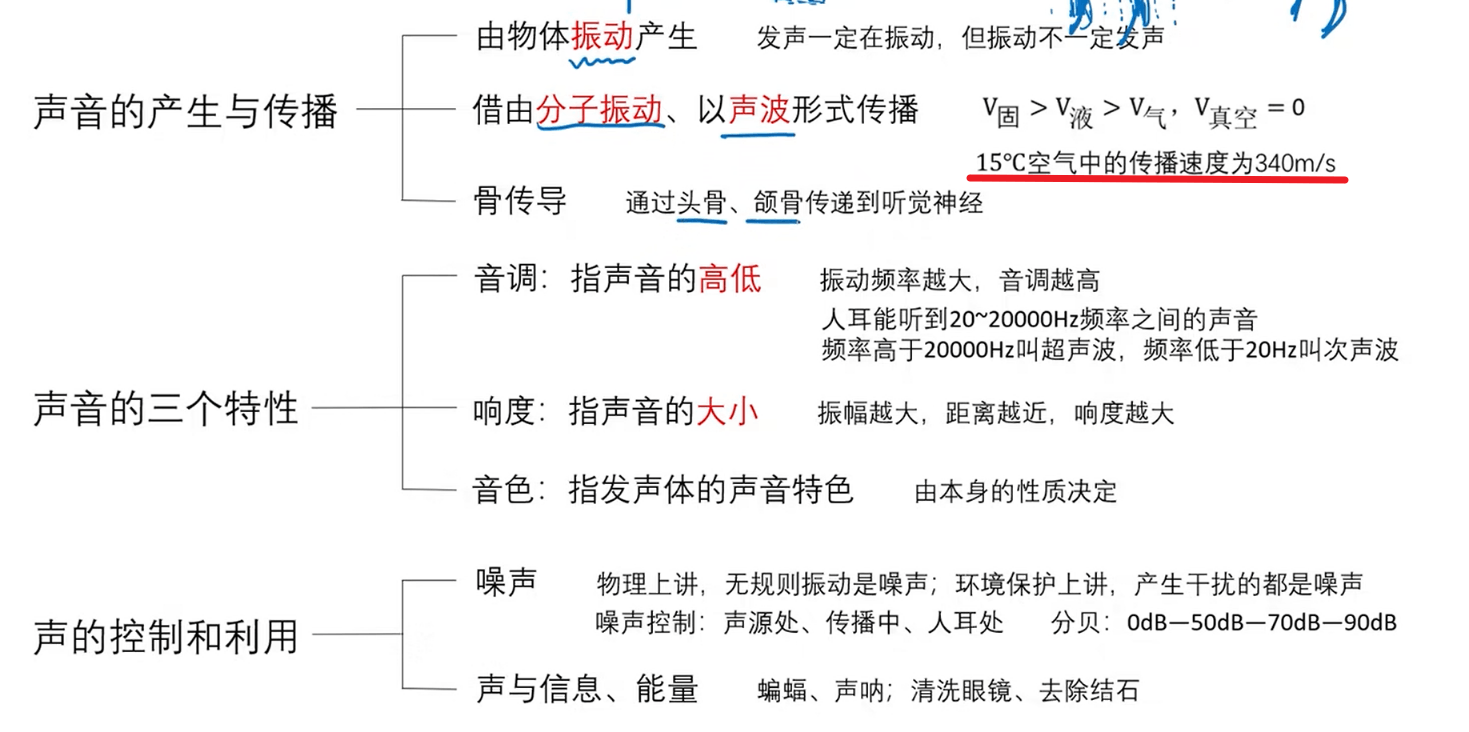 由物体振动产生 发声一定在振动，但振动不一定发声
声音的产生与传播 借由分子振动、以声波形式传播 V固 > V液 > V气，V真空 = 0
15℃空气中的传播速度为340m/s
骨传导 通过头骨、颌骨传递到听觉神经
音调：指声音的高低 振动频率越大，音调越高
人耳能听到20~20000Hz频率之间的声音
频率高于20000Hz叫超声波，频率低于20Hz叫次声波
声音的三个特性 响度：指声音的大小 振幅越大，距离越近，响度越大
音色：指发声体的声音特色 由本身的性质决定
噪声 物理上讲，无规则振动是噪声；环境保护上讲，产生干扰的都是噪声
噪声控制：声源处、传播中、人耳处 分贝：0dB—50dB—70dB—90dB
声的控制和利用
声与信息、能量 蝙蝠、声呐；清洗眼镜、去除结石